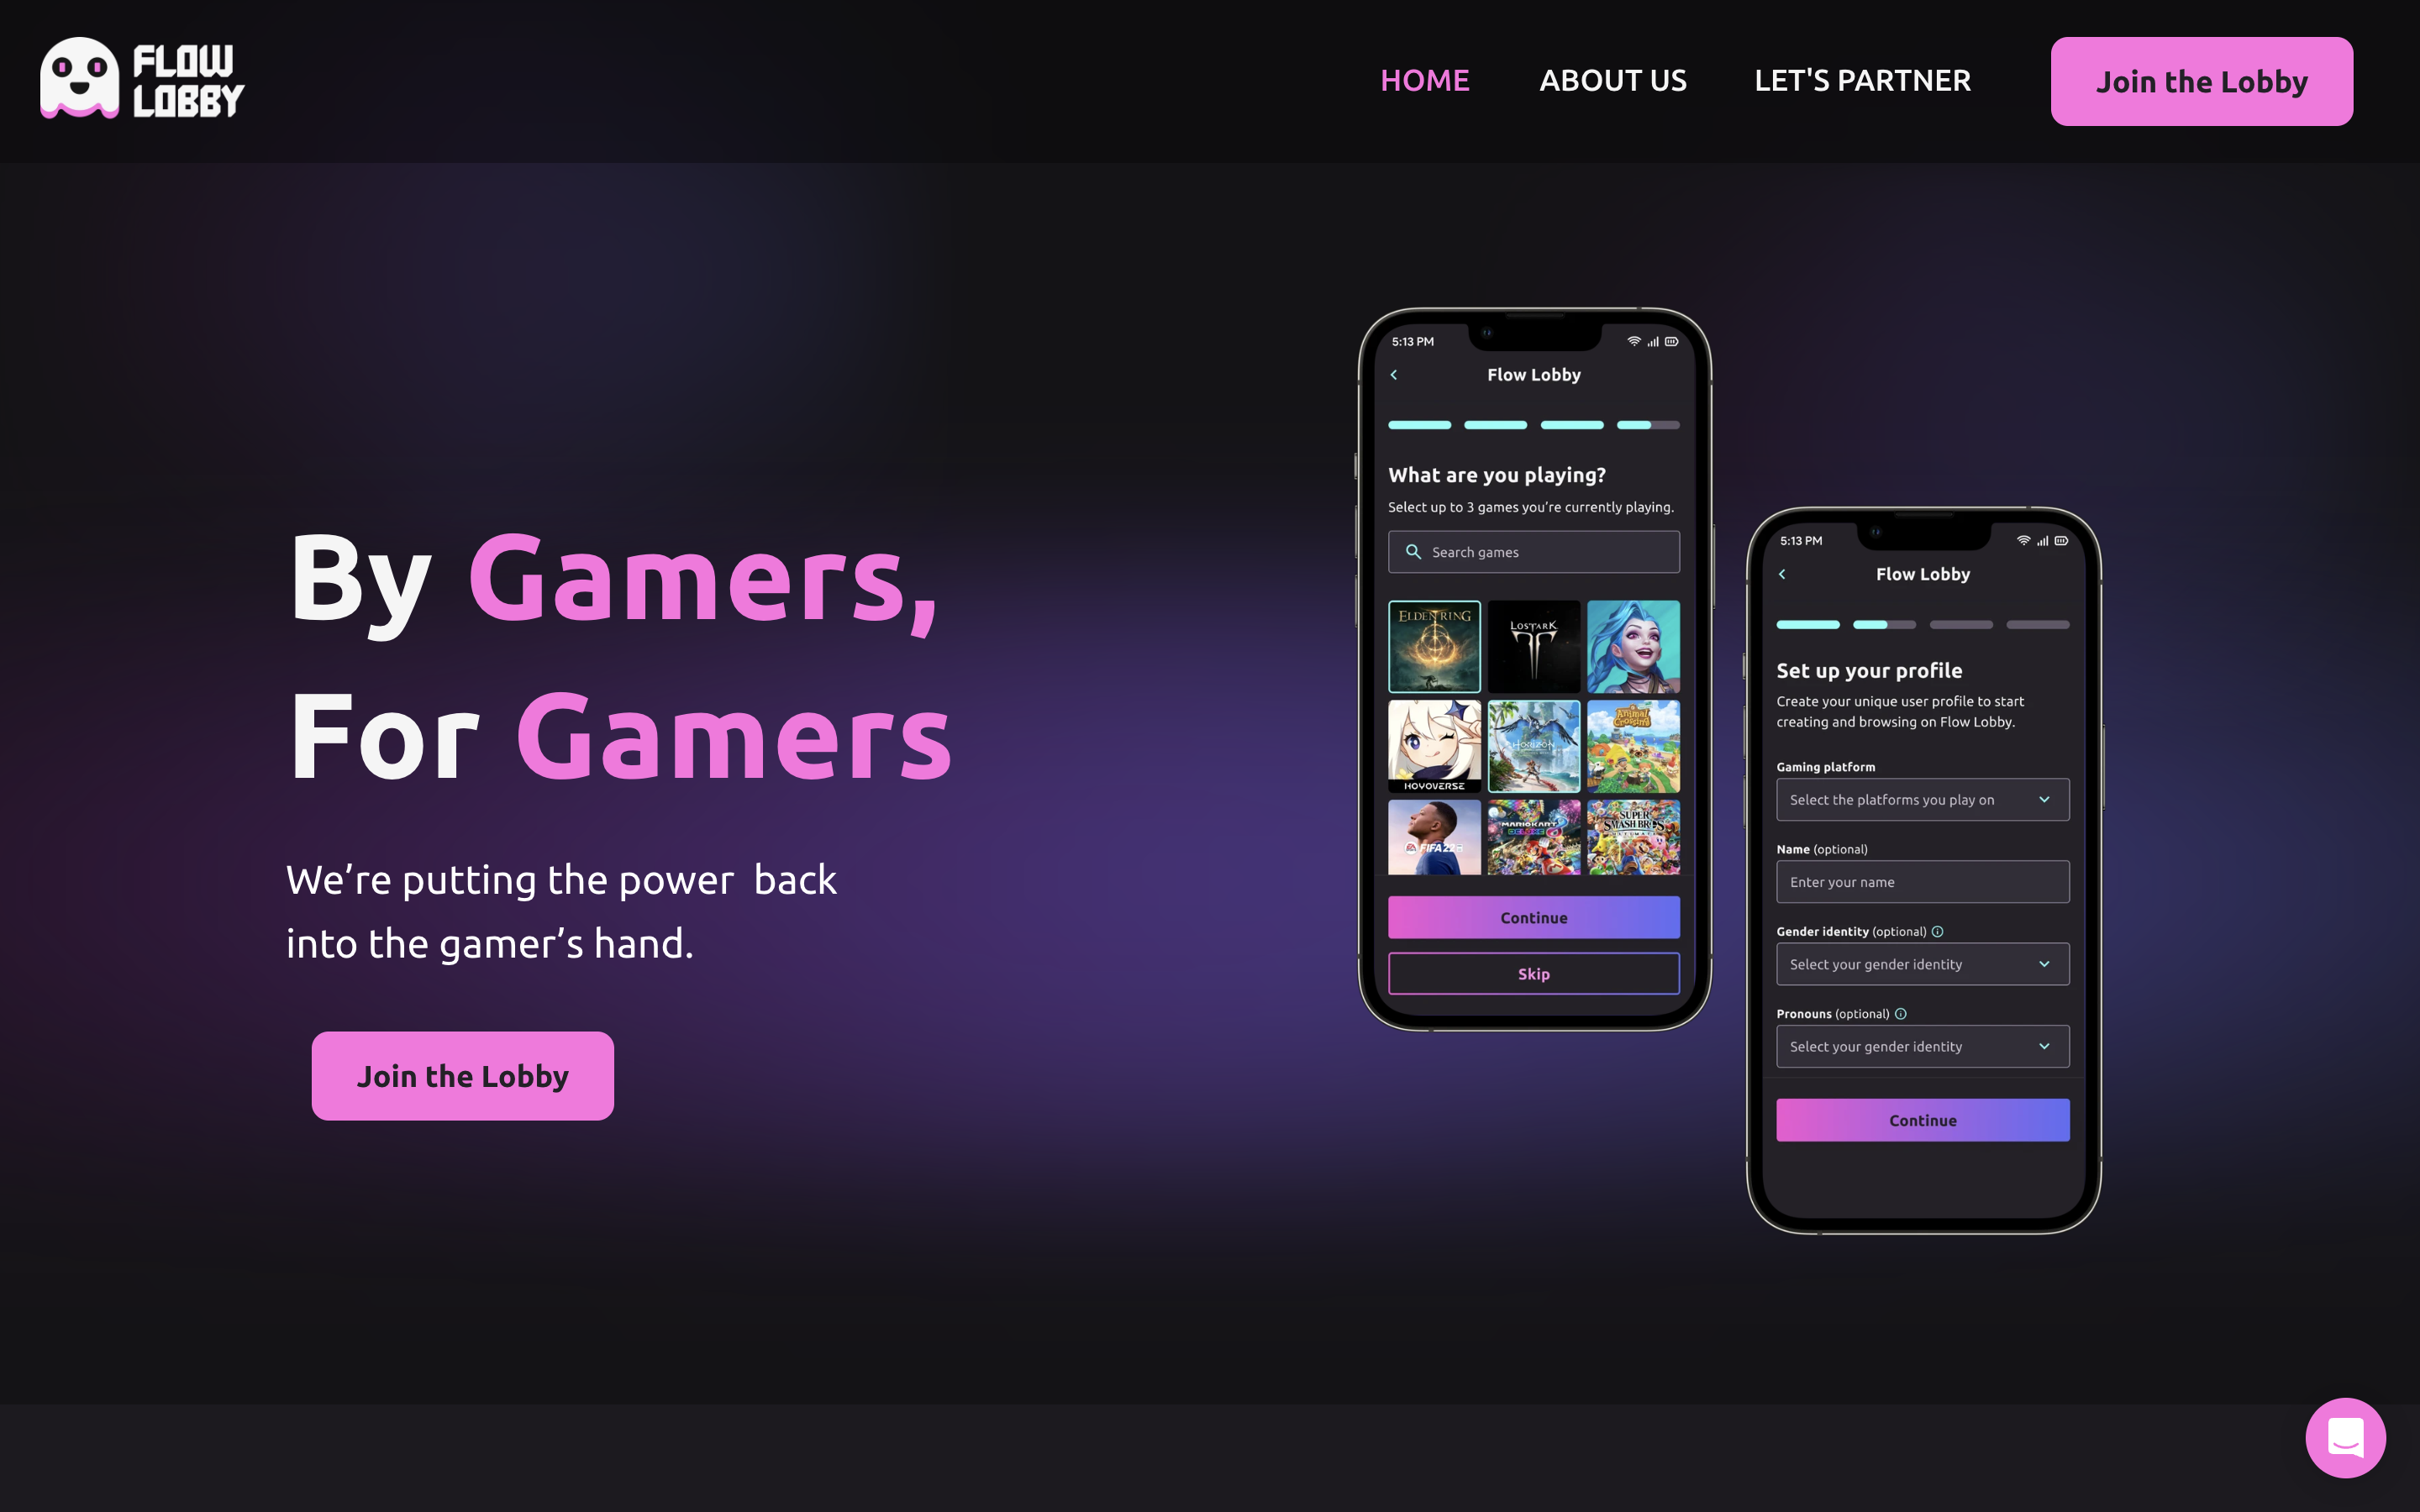 FLOW
LOBBY
HOME
ABOUT US
LET'S PARTNER
Join the Lobby
By Gamers,
For Gamers
We’re putting the power  back
into the gamer’s hand.
Join the Lobby
5:13 PM
Flow Lobby
What are you playing?
Select up to 3 games you’re currently playing.
Search games
ELDEN RING
LOSTARK
HOYOVERSE
HORIZON
Animal Crossing
FIFA 22
MARIOKART 8
DELUXE
SUPER
SMASH BROS
ULTIMATE
Continue
Skip
5:13 PM
Flow Lobby
Set up your profile
Create your unique user profile to start
creating and browsing on Flow Lobby.
Gaming platform
Select the platforms you play on
Name (optional)
Enter your name
Gender identity (optional)
Select your gender identity
Pronouns (optional)
Select your gender identity
Continue